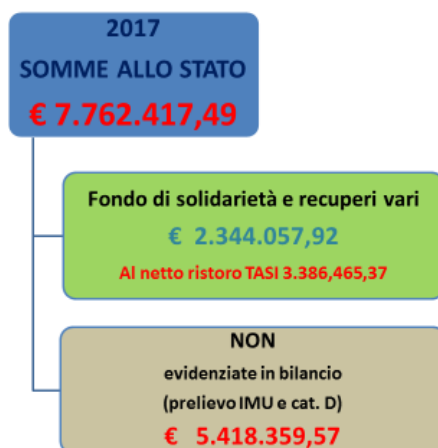 2017
SOMME ALLO STATO
€ 7.762.417,49
Fondo di solidarietà e recuperi vari
€ 2.344.057,92
Al netto ristoro TASI 3.386,465,37
NON
evidenziate in bilancio
(prelievo IMU e cat. D)
€ 5.418.359,57